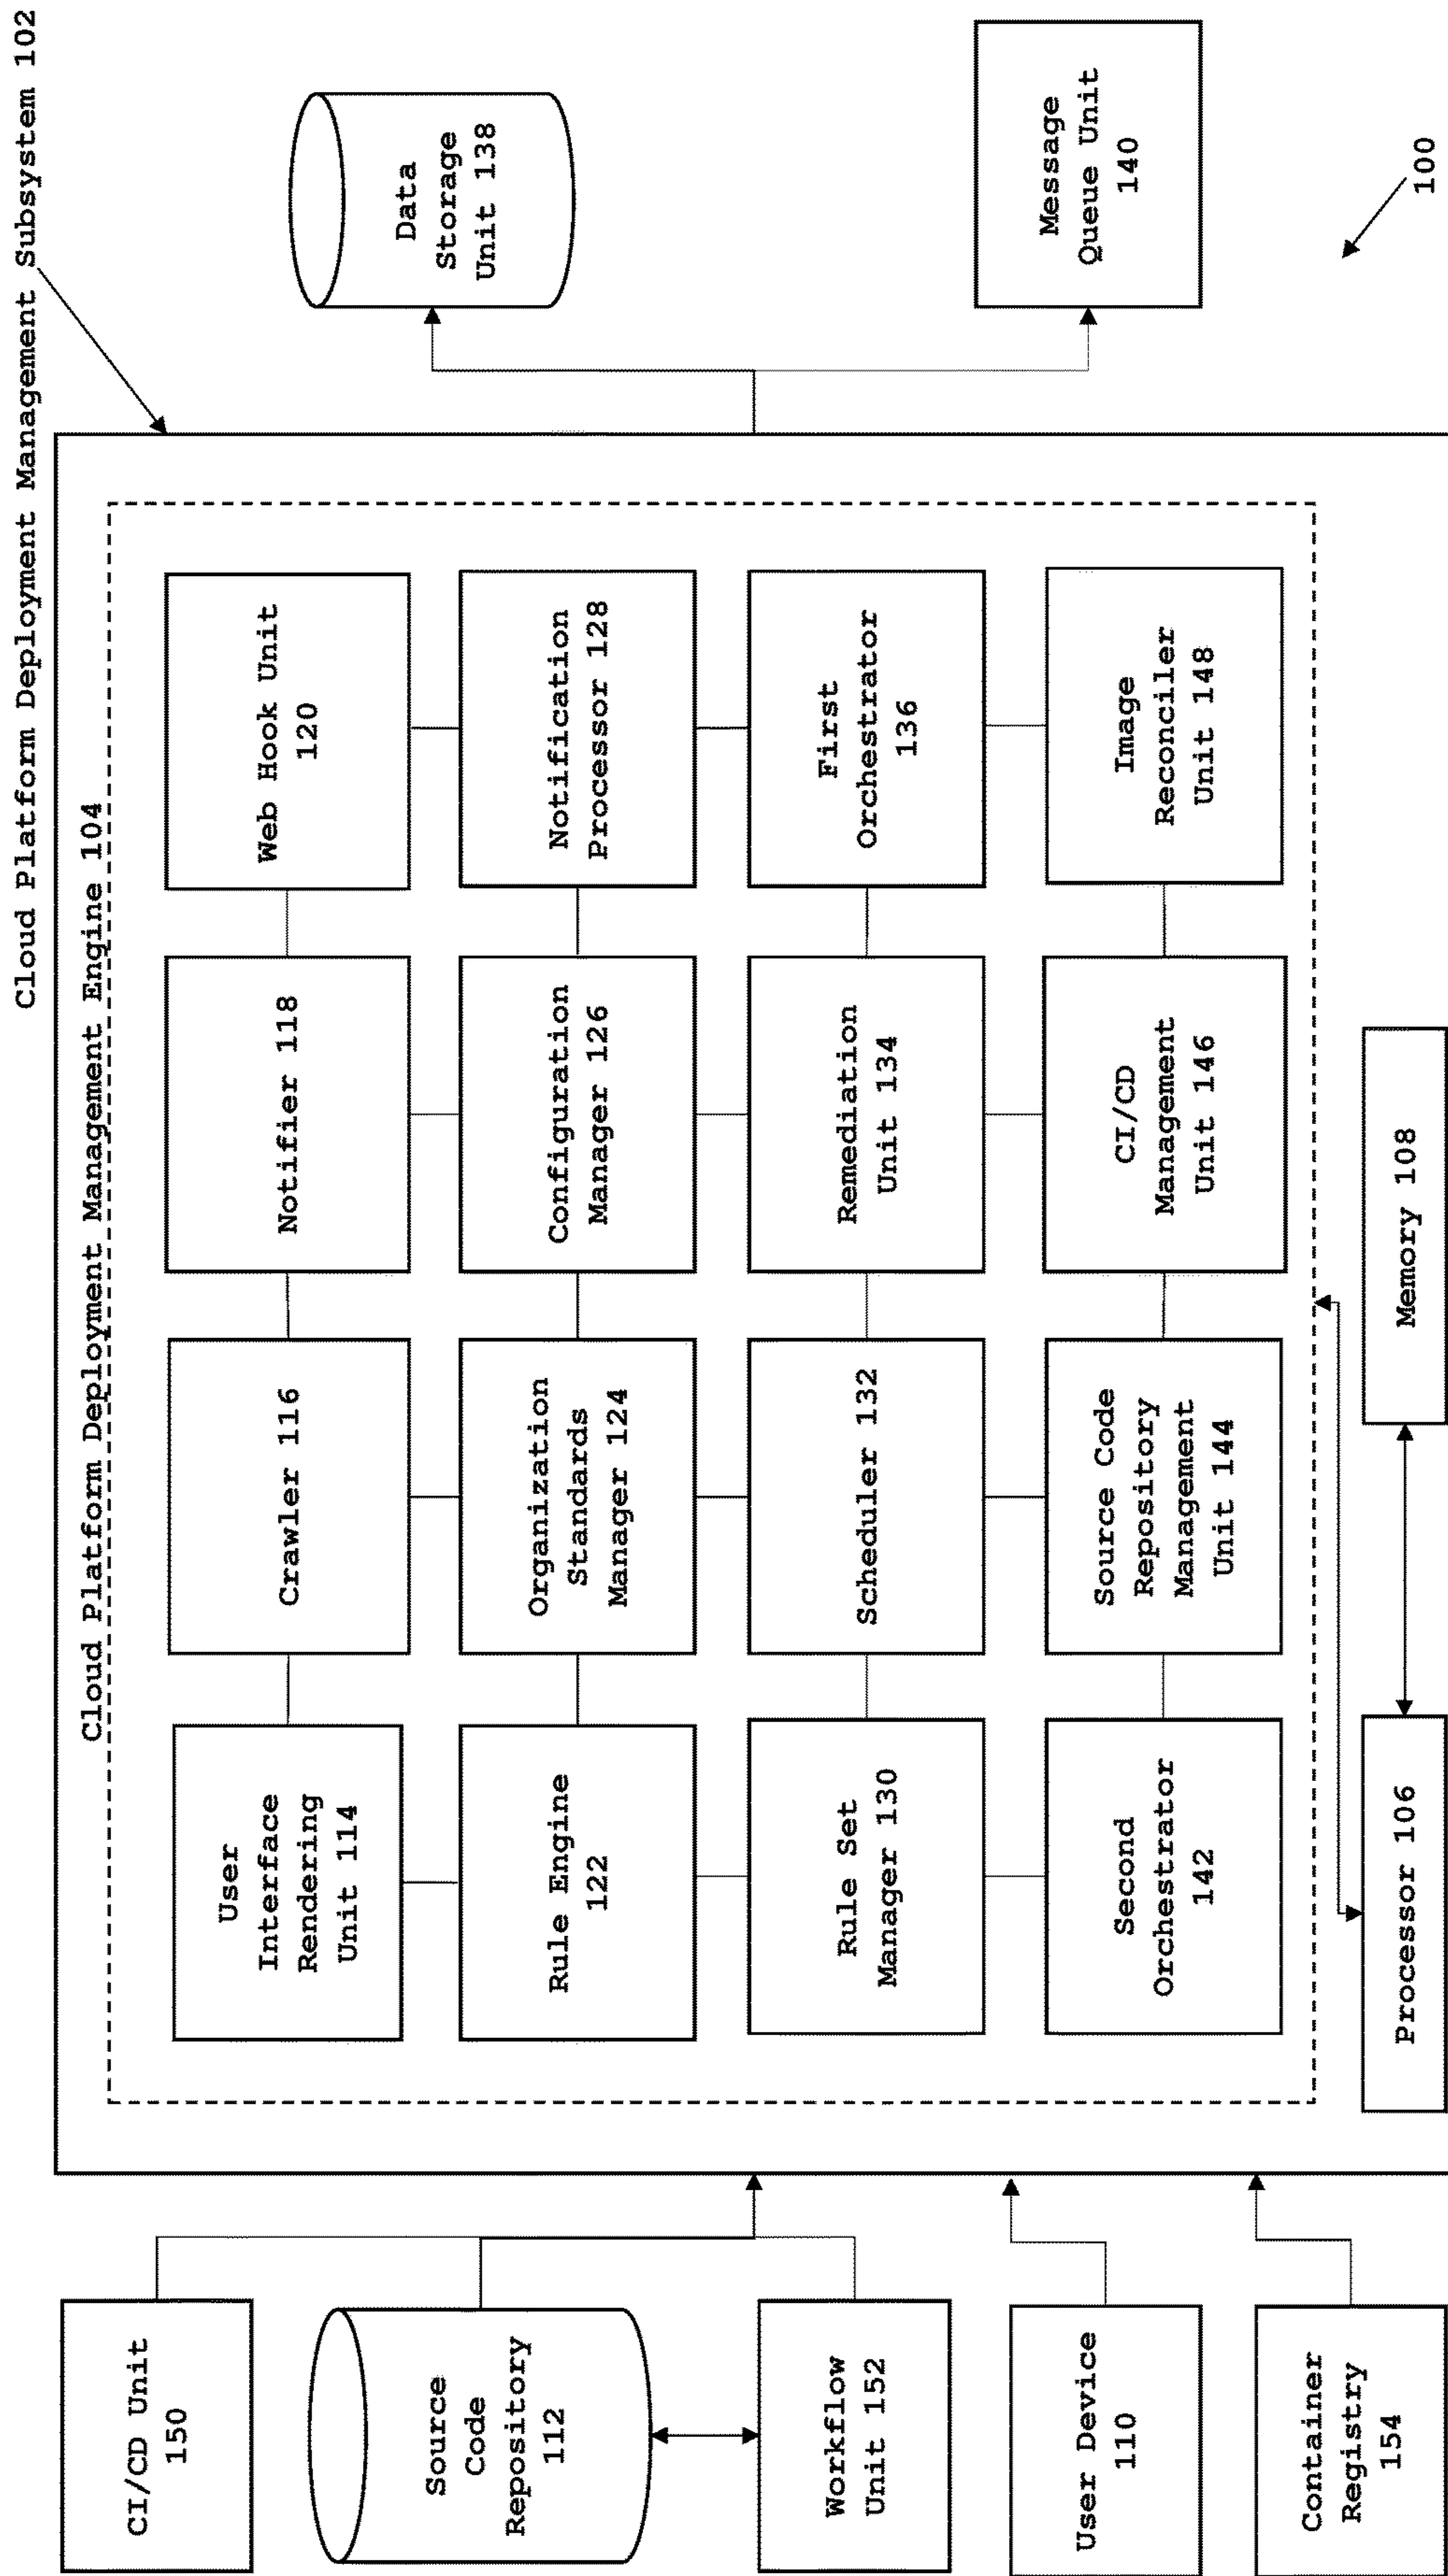 Cloud Platform Deployment Management Subsystem 102
Cloud Platform Deployment Management Engine 104
CI/CD Unit
150
Source
Code
Repository
112
Workflow
Unit 152
User Device
110
Container
Registry
154
User
Interface
Rendering
Unit 114
Crawler 116
Notifier 118
Web Hook Unit
120
Rule Engine
122
Organization
Standards
Manager 124
Configuration
Manager 126
Notification
Processor 128
Rule Set
Manager 130
Scheduler 132
Remediation
Unit 134
First
Orchestrator
136
Second
Orchestrator
142
Source Code
Repository
Management
Unit 144
CI/CD
Management
Unit 146
Image
Reconciler
Unit 148
Processor 106
Memory 108
Data
Storage
Unit 138
Message
Queue Unit
140
100